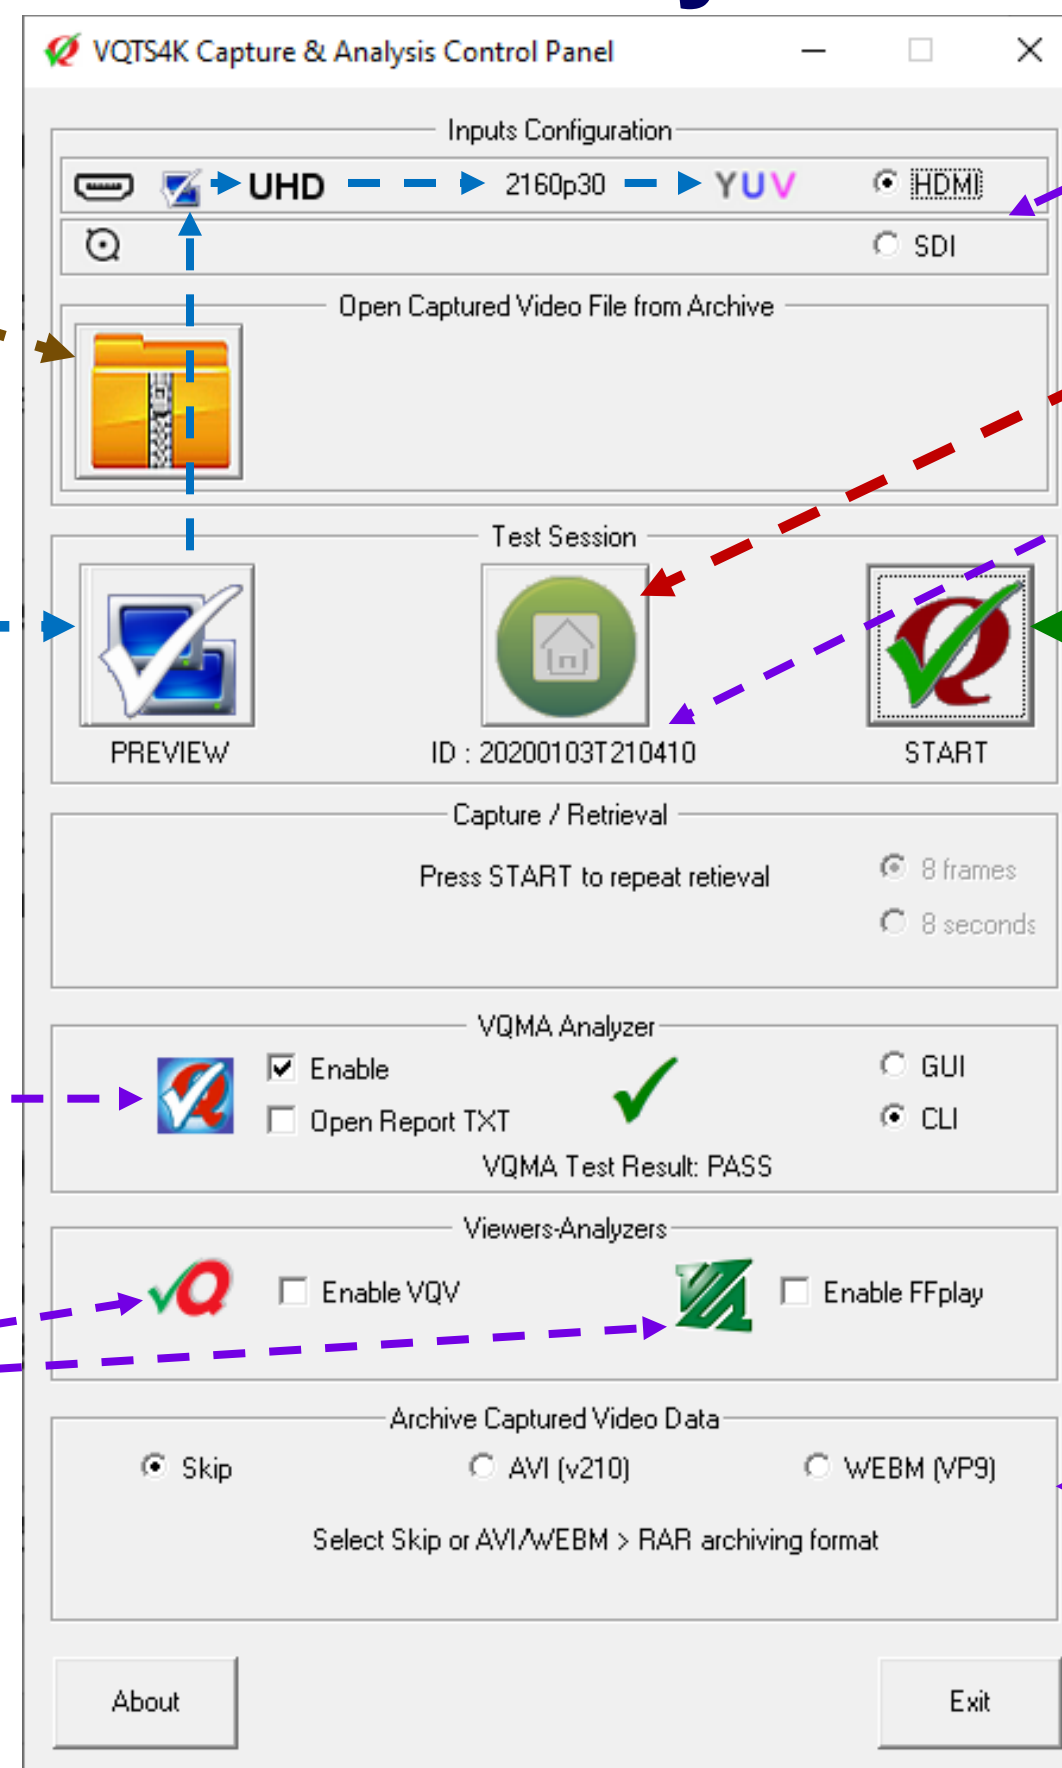 VQTS4K Capture & Analysis Control Panel
Inputs Configuration
UHD 2160p30 YUV HDMI
SDI
Open Captured Video File from Archive
Test Session
PREVIEW ID : 20200103T210410 START
Capture / Retrieval
Press START to repeat retieval
8 frames
8 seconds
VQMA Analyzer
Enable GUI
Open Report TXT CLI
VQMA Test Result: PASS
Viewers-Analyzers
Enable VQV Enable FFplay
Archive Captured Video Data
Skip AVI (v210) WEBM (VP9)
Select Skip or AVI/WEBM > RAR archiving format
About Exit